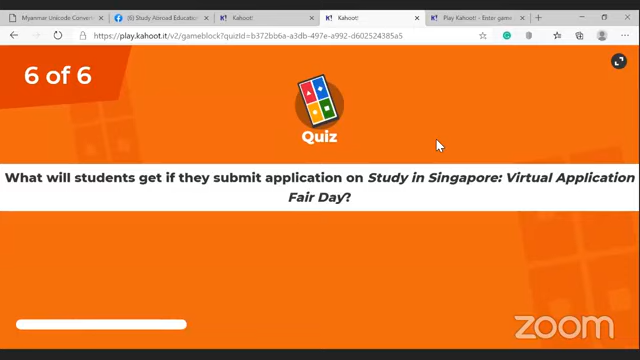 Myanmar Unicode Conver
(6) Study Abroad Education
Kahoot!
Kahoot!
Play Kahoot! - Enter game
https://play.kahoot.it/v2/gameblock?quizId=b372bb6a-a3db-497e-a992-d602524385a5
6 of 6
Quiz
What will students get if they submit application on Study in Singapore: Virtual Application
Fair Day?
zoom